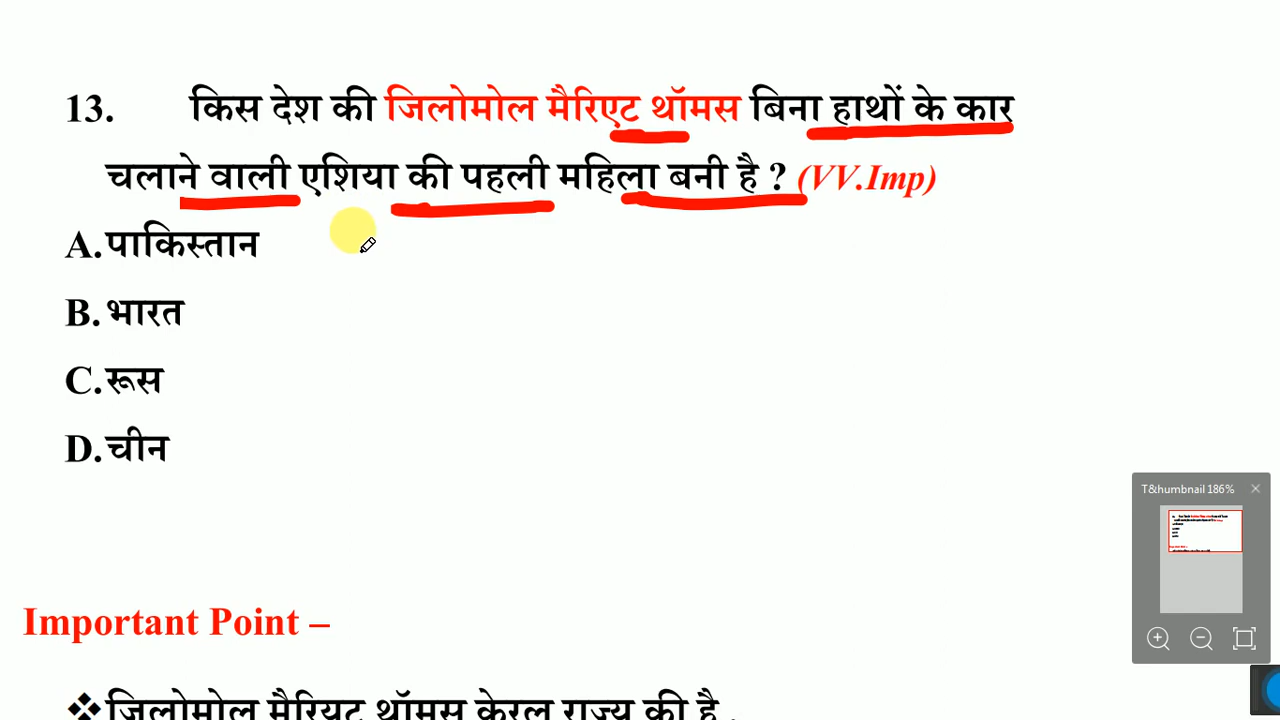 13. किस देश की जिलोमोल मैरिएट थॉमस बिना हाथों के कार
चलाने वाली एशिया की पहली महिला बनी है ? (VV.Imp)
A.पाकिस्तान
B. भारत
C.रूस
D.चीन
T&humbnail 186%
Important Point –
❖जिलोमोल मैरियट थॉमस केरल राज्य की है .